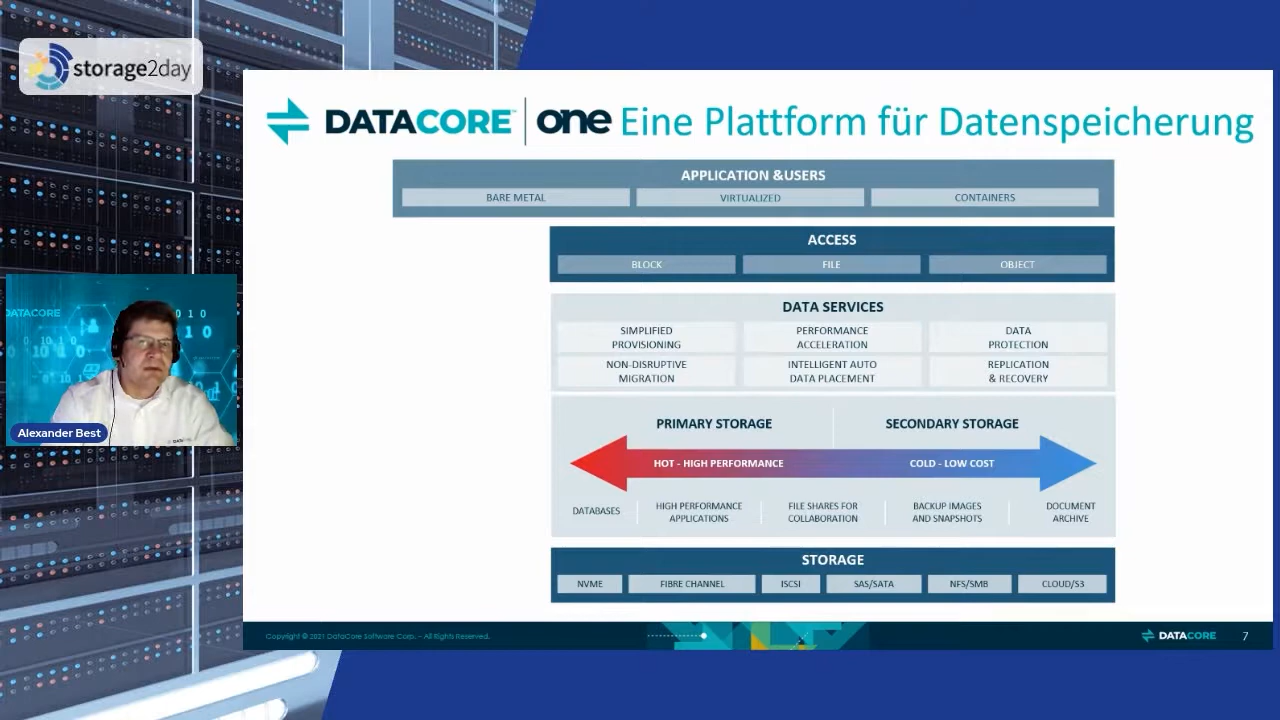 storage2day
DATACORE™ | one Eine Plattform für Datenspeicherung
APPLICATION &USERS
BARE METAL
VIRTUALIZED
CONTAINERS
ACCESS
BLOCK
FILE
OBJECT
DATA SERVICES
SIMPLIFIED
PROVISIONING
PERFORMANCE
ACCELERATION
DATA
PROTECTION
NON-DISRUPTIVE
MIGRATION
INTELLIGENT AUTO
DATA PLACEMENT
REPLICATION
& RECOVERY
PRIMARY STORAGE
SECONDARY STORAGE
HOT - HIGH PERFORMANCE
COLD - LOW COST
DATABASES
HIGH PERFORMANCE
APPLICATIONS
FILE SHARES FOR
COLLABORATION
BACKUP IMAGES
AND SNAPSHOTS
DOCUMENT
ARCHIVE
STORAGE
NVME
FIBRE CHANNEL
ISCSI
SAS/SATA
NFS/SMB
CLOUD/S3
DATACORE
Alexander Best
Copyright © 2021 DataCore Software Corp. – All Rights Reserved.
DATACORE
7